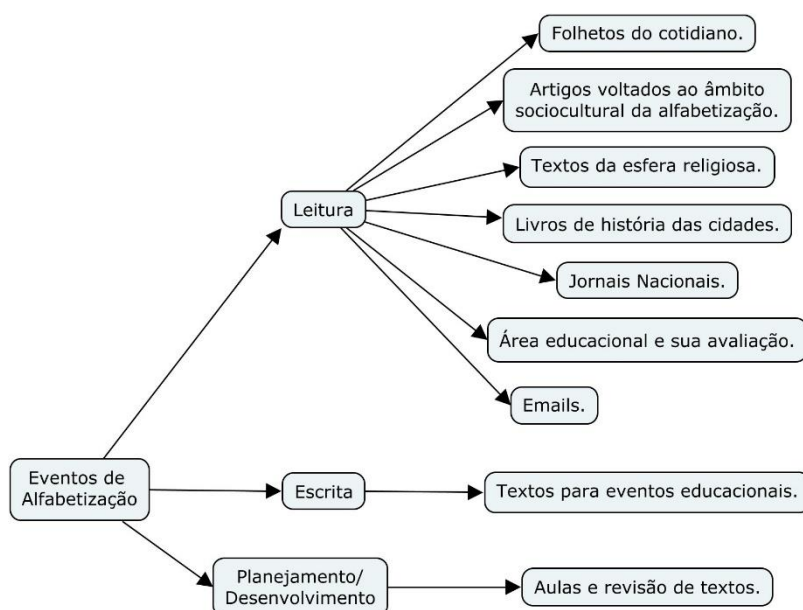 Folhetos do cotidiano.
Artigos voltados ao âmbito
sociocultural da alfabetização.
Textos da esfera religiosa.
Leitura
Livros de história das cidades.
Jornais Nacionais.
Área educacional e sua avaliação.
Emails.
Eventos de
Alfabetização
Escrita
Textos para eventos educacionais.
Planejamento/
Desenvolvimento
Aulas e revisão de textos.